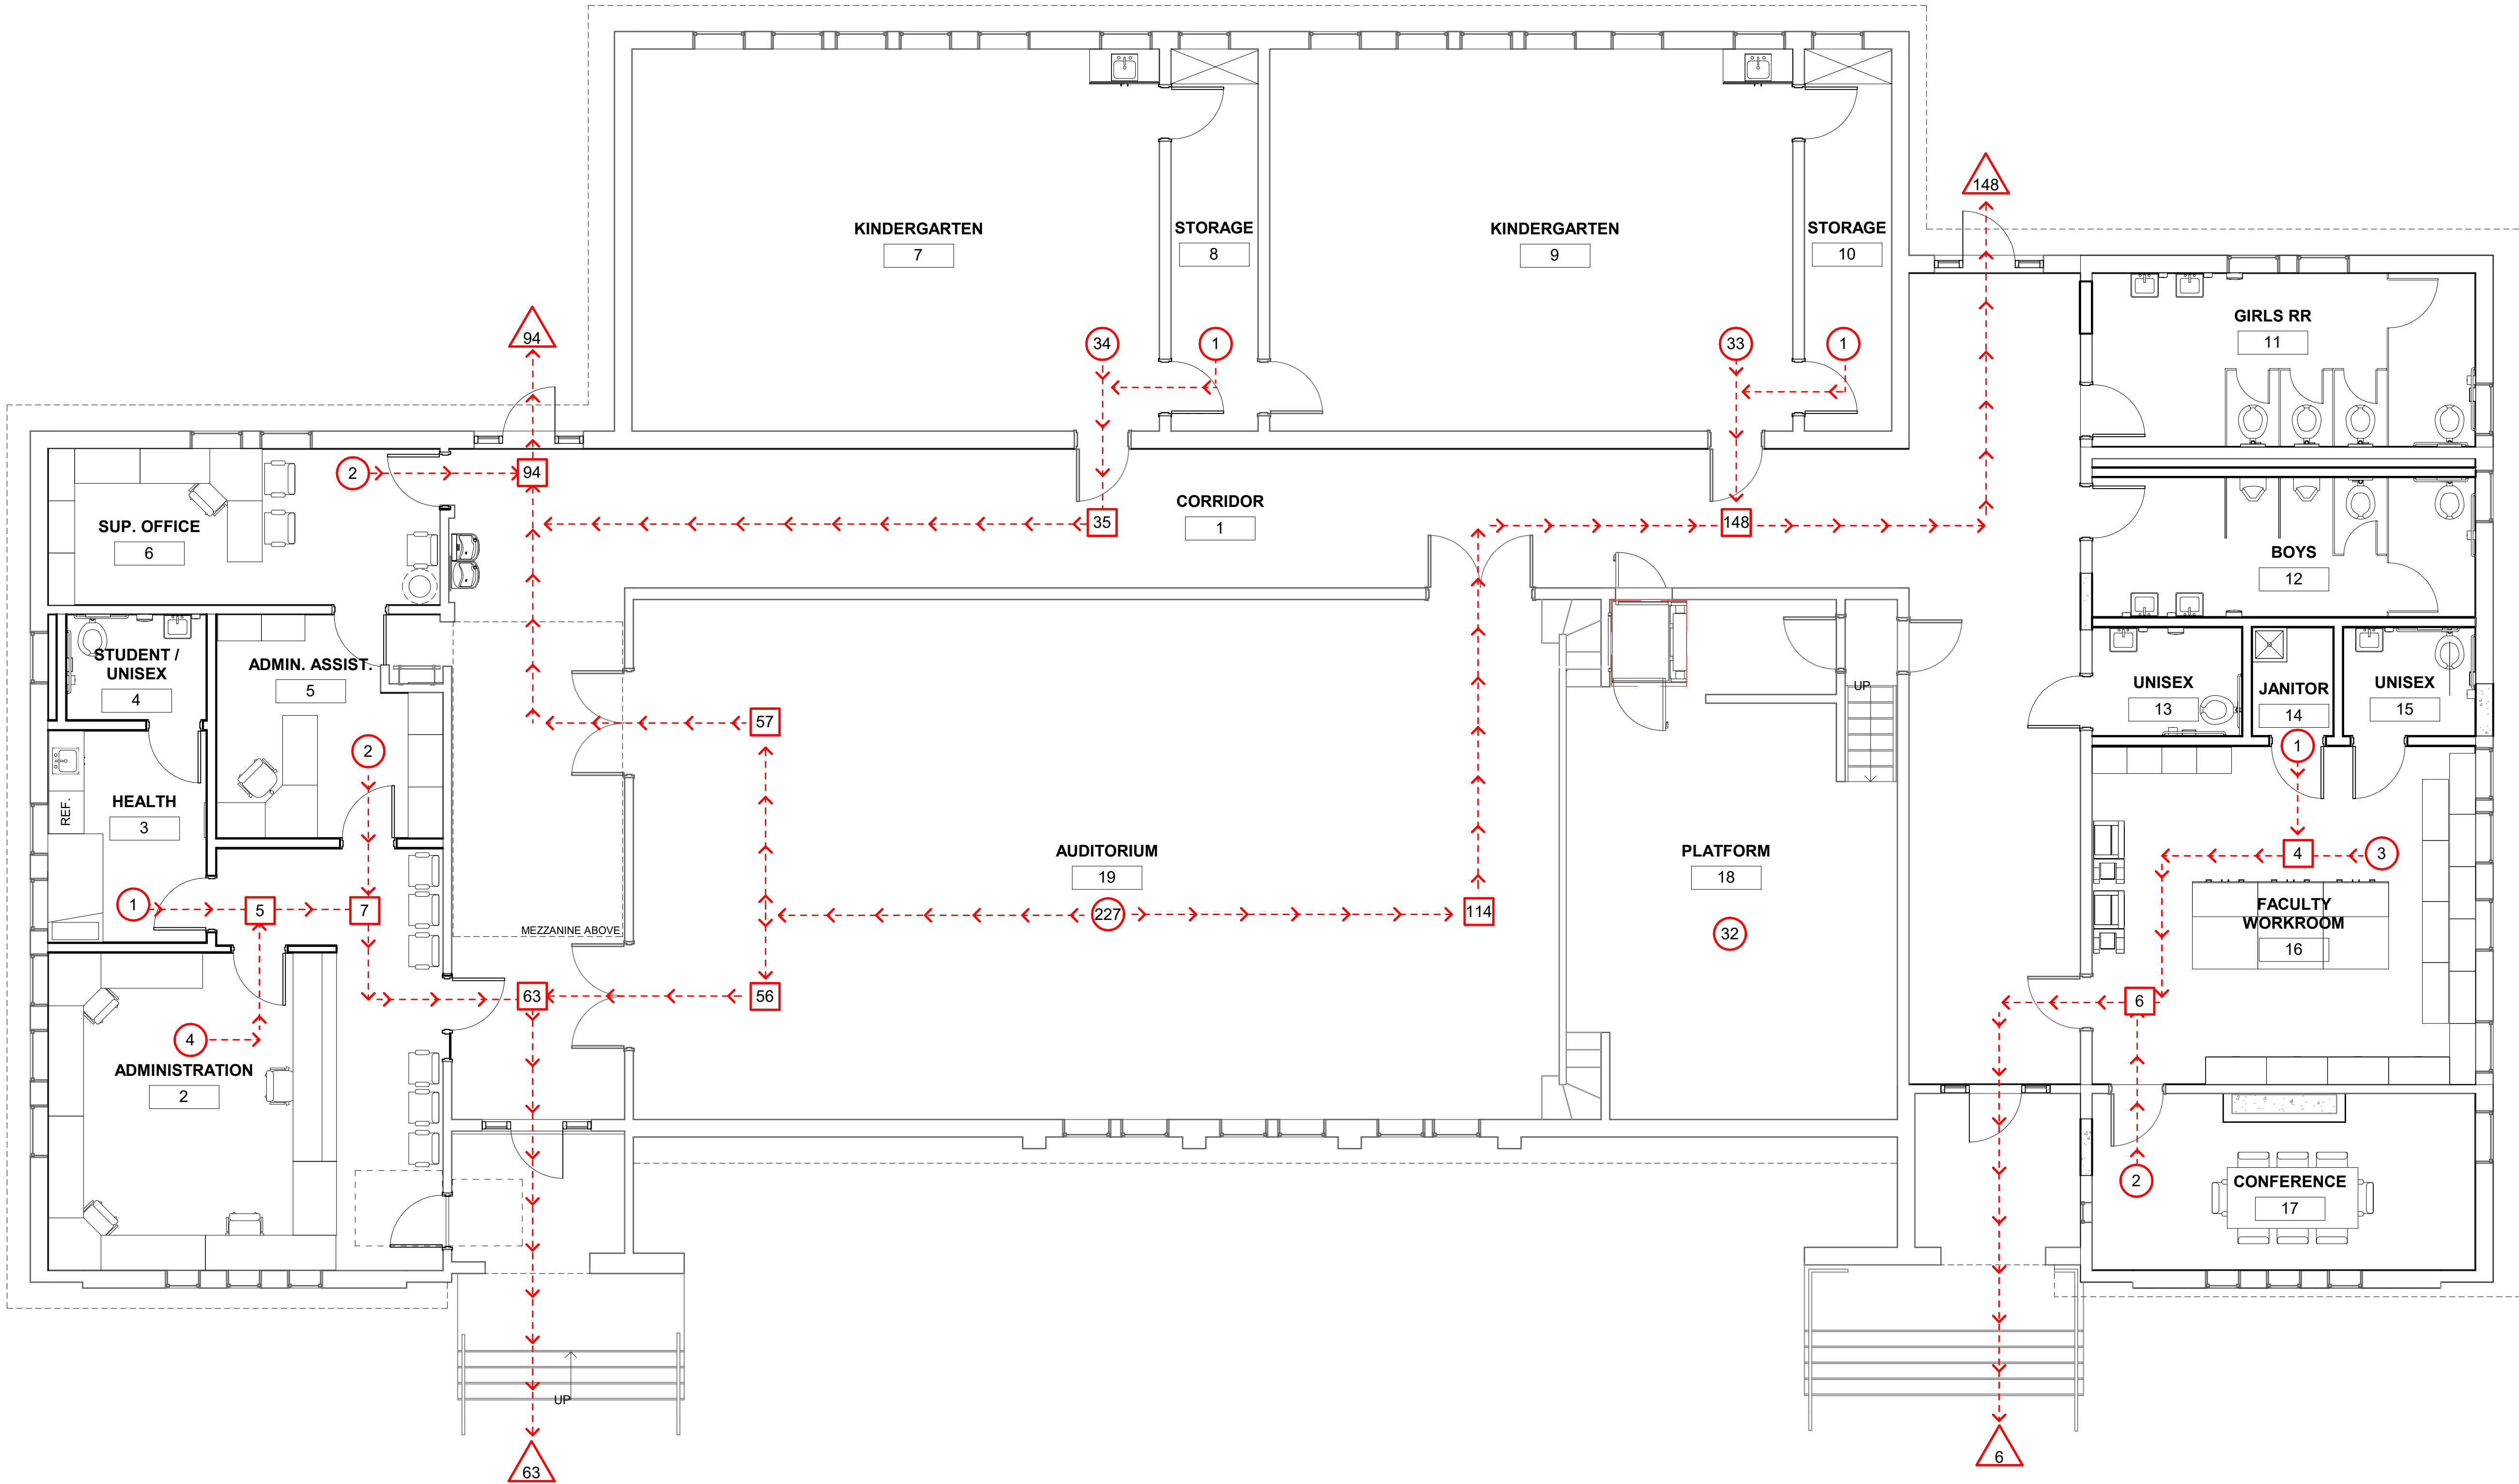 148
KINDERGARTEN
7
STORAGE
8
KINDERGARTEN
9
STORAGE
10
GIRLS RR
11
94
34
1
33
1
2
94
SUP. OFFICE
6
35
CORRIDOR
1
148
BOYS
12
STUDENT /
UNISEX
4
ADMIN. ASSIST.
5
UP
UNISEX
13
JANITOR
14
UNISEX
15
57
2
1
REF.
HEALTH
3
AUDITORIUM
19
PLATFORM
18
4
3
1
5
7
227
114
FACULTY
WORKROOM
16
MEZZANINE ABOVE
32
63
56
6
4
ADMINISTRATION
2
2
CONFERENCE
17
UP
63
6